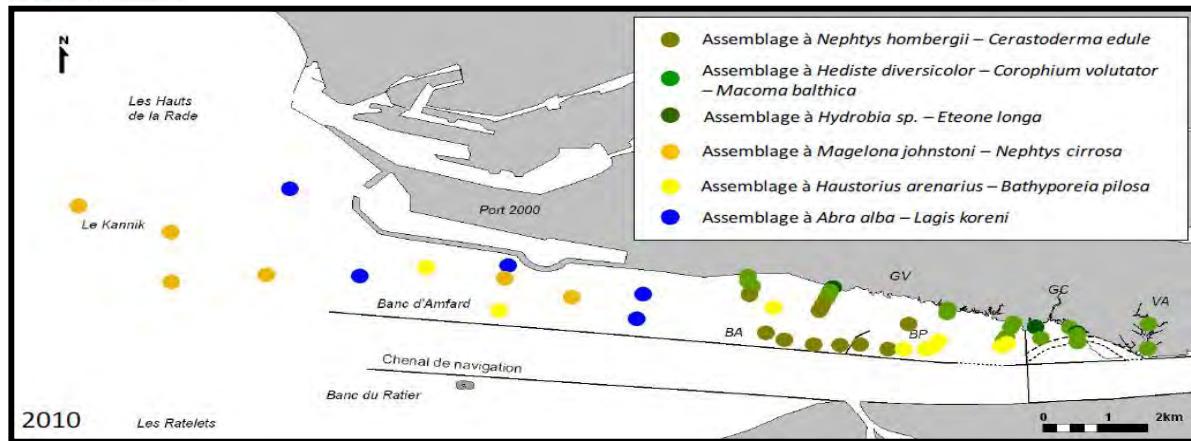 N
Les Hauts
de la Rade
Le Kannik
Port 2000
Banc d'Amfard
Chenal de navigation
Banc du Ratier
Les Ratelets
2010
BA
BP
GV
GC
VA
0 1 2km
Assemblage à Nephtys hombergii – Cerastoderma edule
Assemblage à Hediste diversicolor – Corophium volutator
– Macoma balthica
Assemblage à Hydrobia sp. – Eteone longa
Assemblage à Magelona johnstoni – Nephtys cirrosa
Assemblage à Haustorius arenarius – Bathyporeia pilosa
Assemblage à Abra alba – Lagis koreni